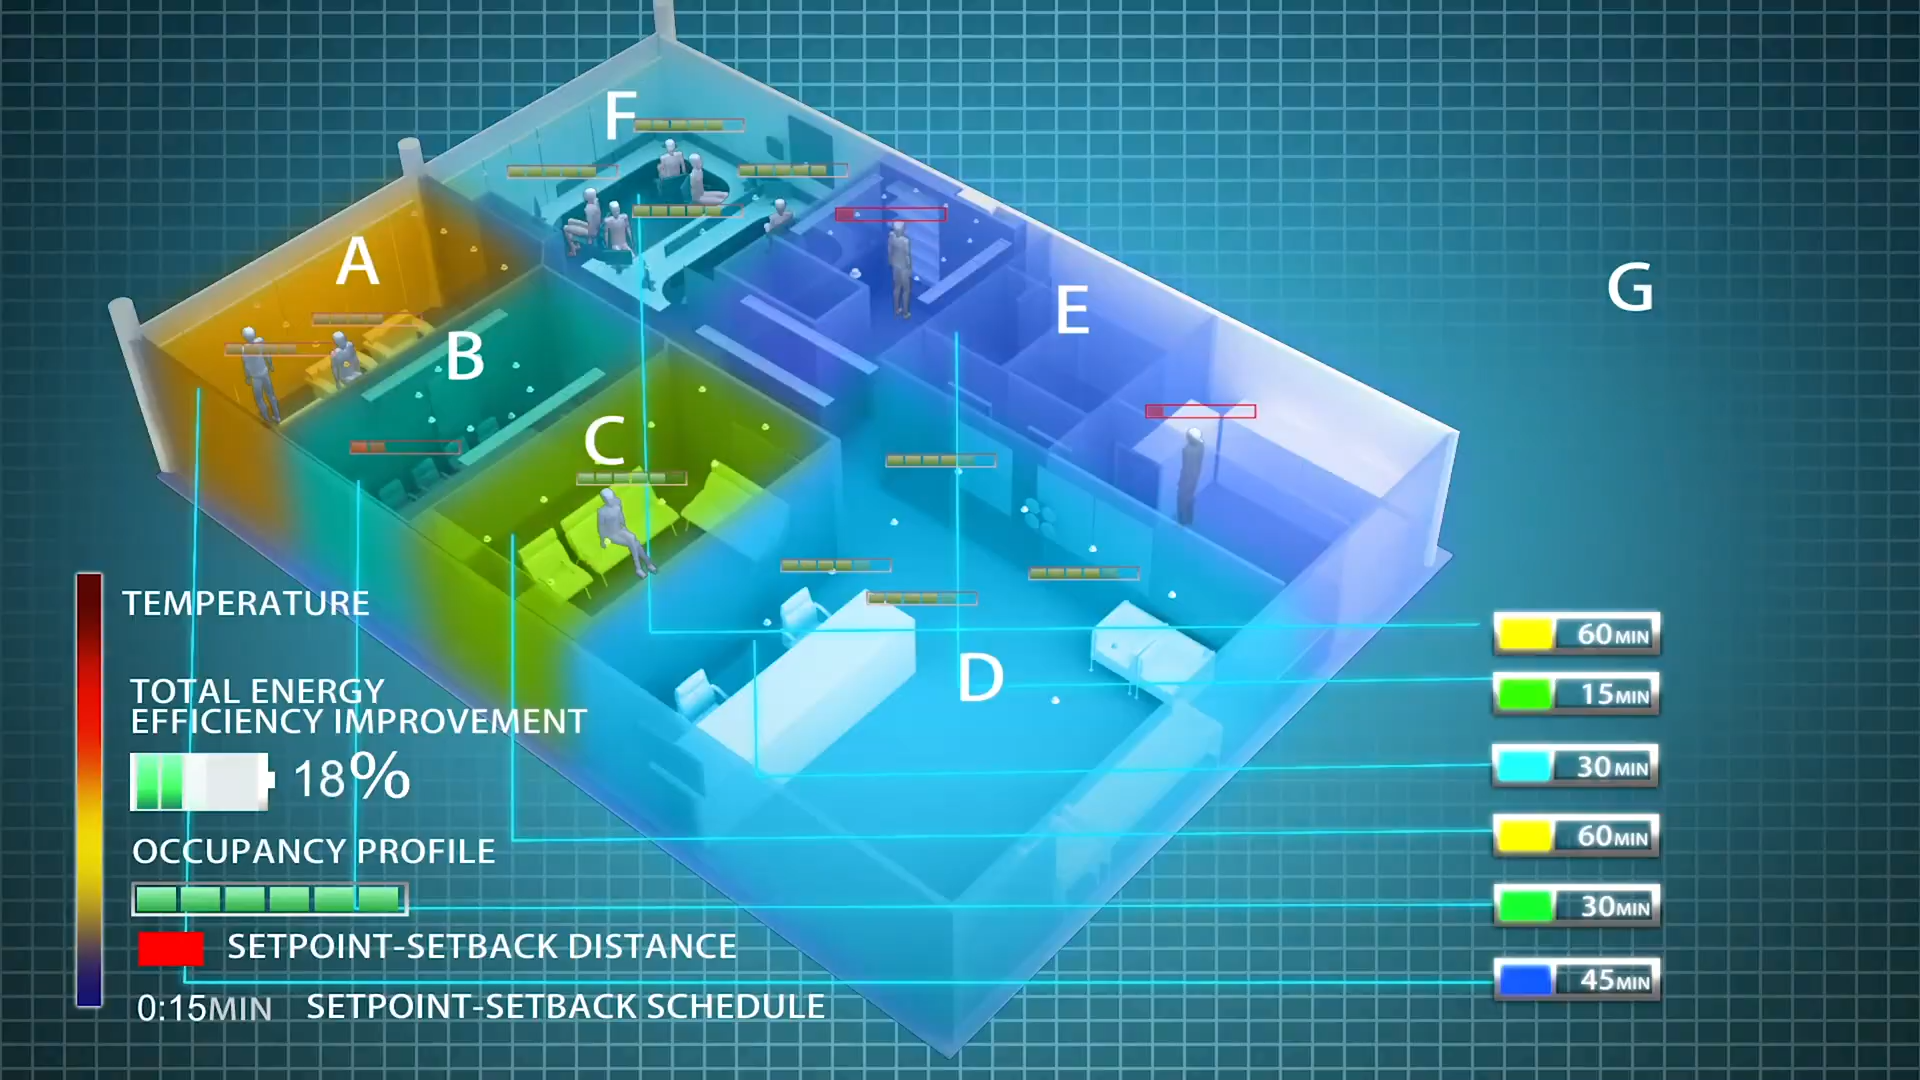 F
A
G
E
B
C
D
TEMPERATURE
60MIN
15MIN
TOTAL ENERGY
EFFICIENCY IMPROVEMENT
18%
30MIN
60MIN
OCCUPANCY PROFILE
30MIN
SETPOINT-SETBACK DISTANCE
45MIN
0:15MIN SETPOINT-SETBACK SCHEDULE